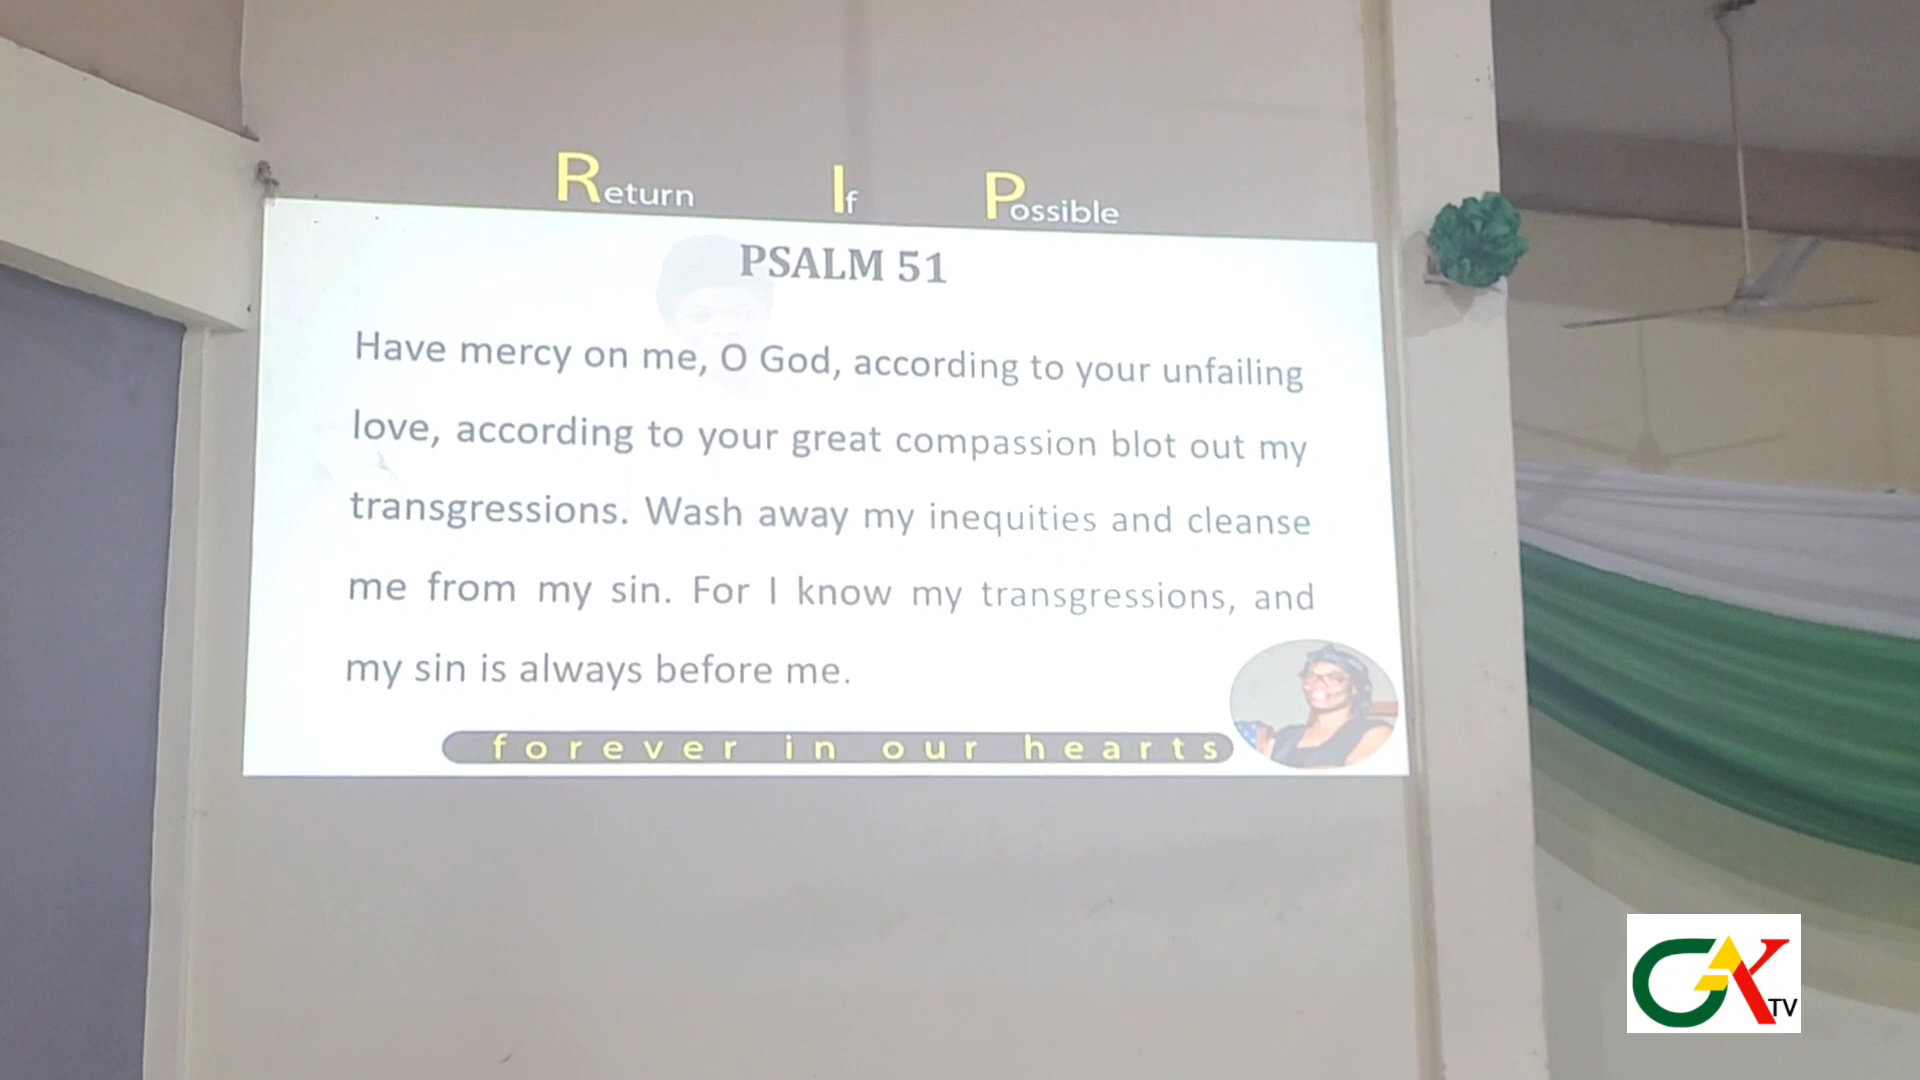 Return If Possible
PSALM 51
Have mercy on me, O God, according to your unfailing
love, according to your great compassion blot out my
transgressions. Wash away my inequities and cleanse
me from my sin. For I know my transgressions, and
my sin is always before me.
forever in our hearts
GAK TV